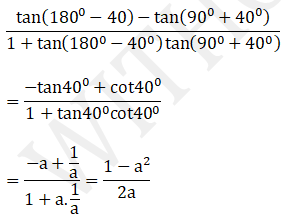 tan(180⁰ − 40) − tan(90⁰ + 40⁰)
1 + tan(180⁰ − 40⁰)tan(90⁰ + 40⁰)
= −tan40⁰ + cot40⁰
1 + tan40⁰cot40⁰
= −a + 1/a
1 + a. 1/a
= 1 − a²
2a